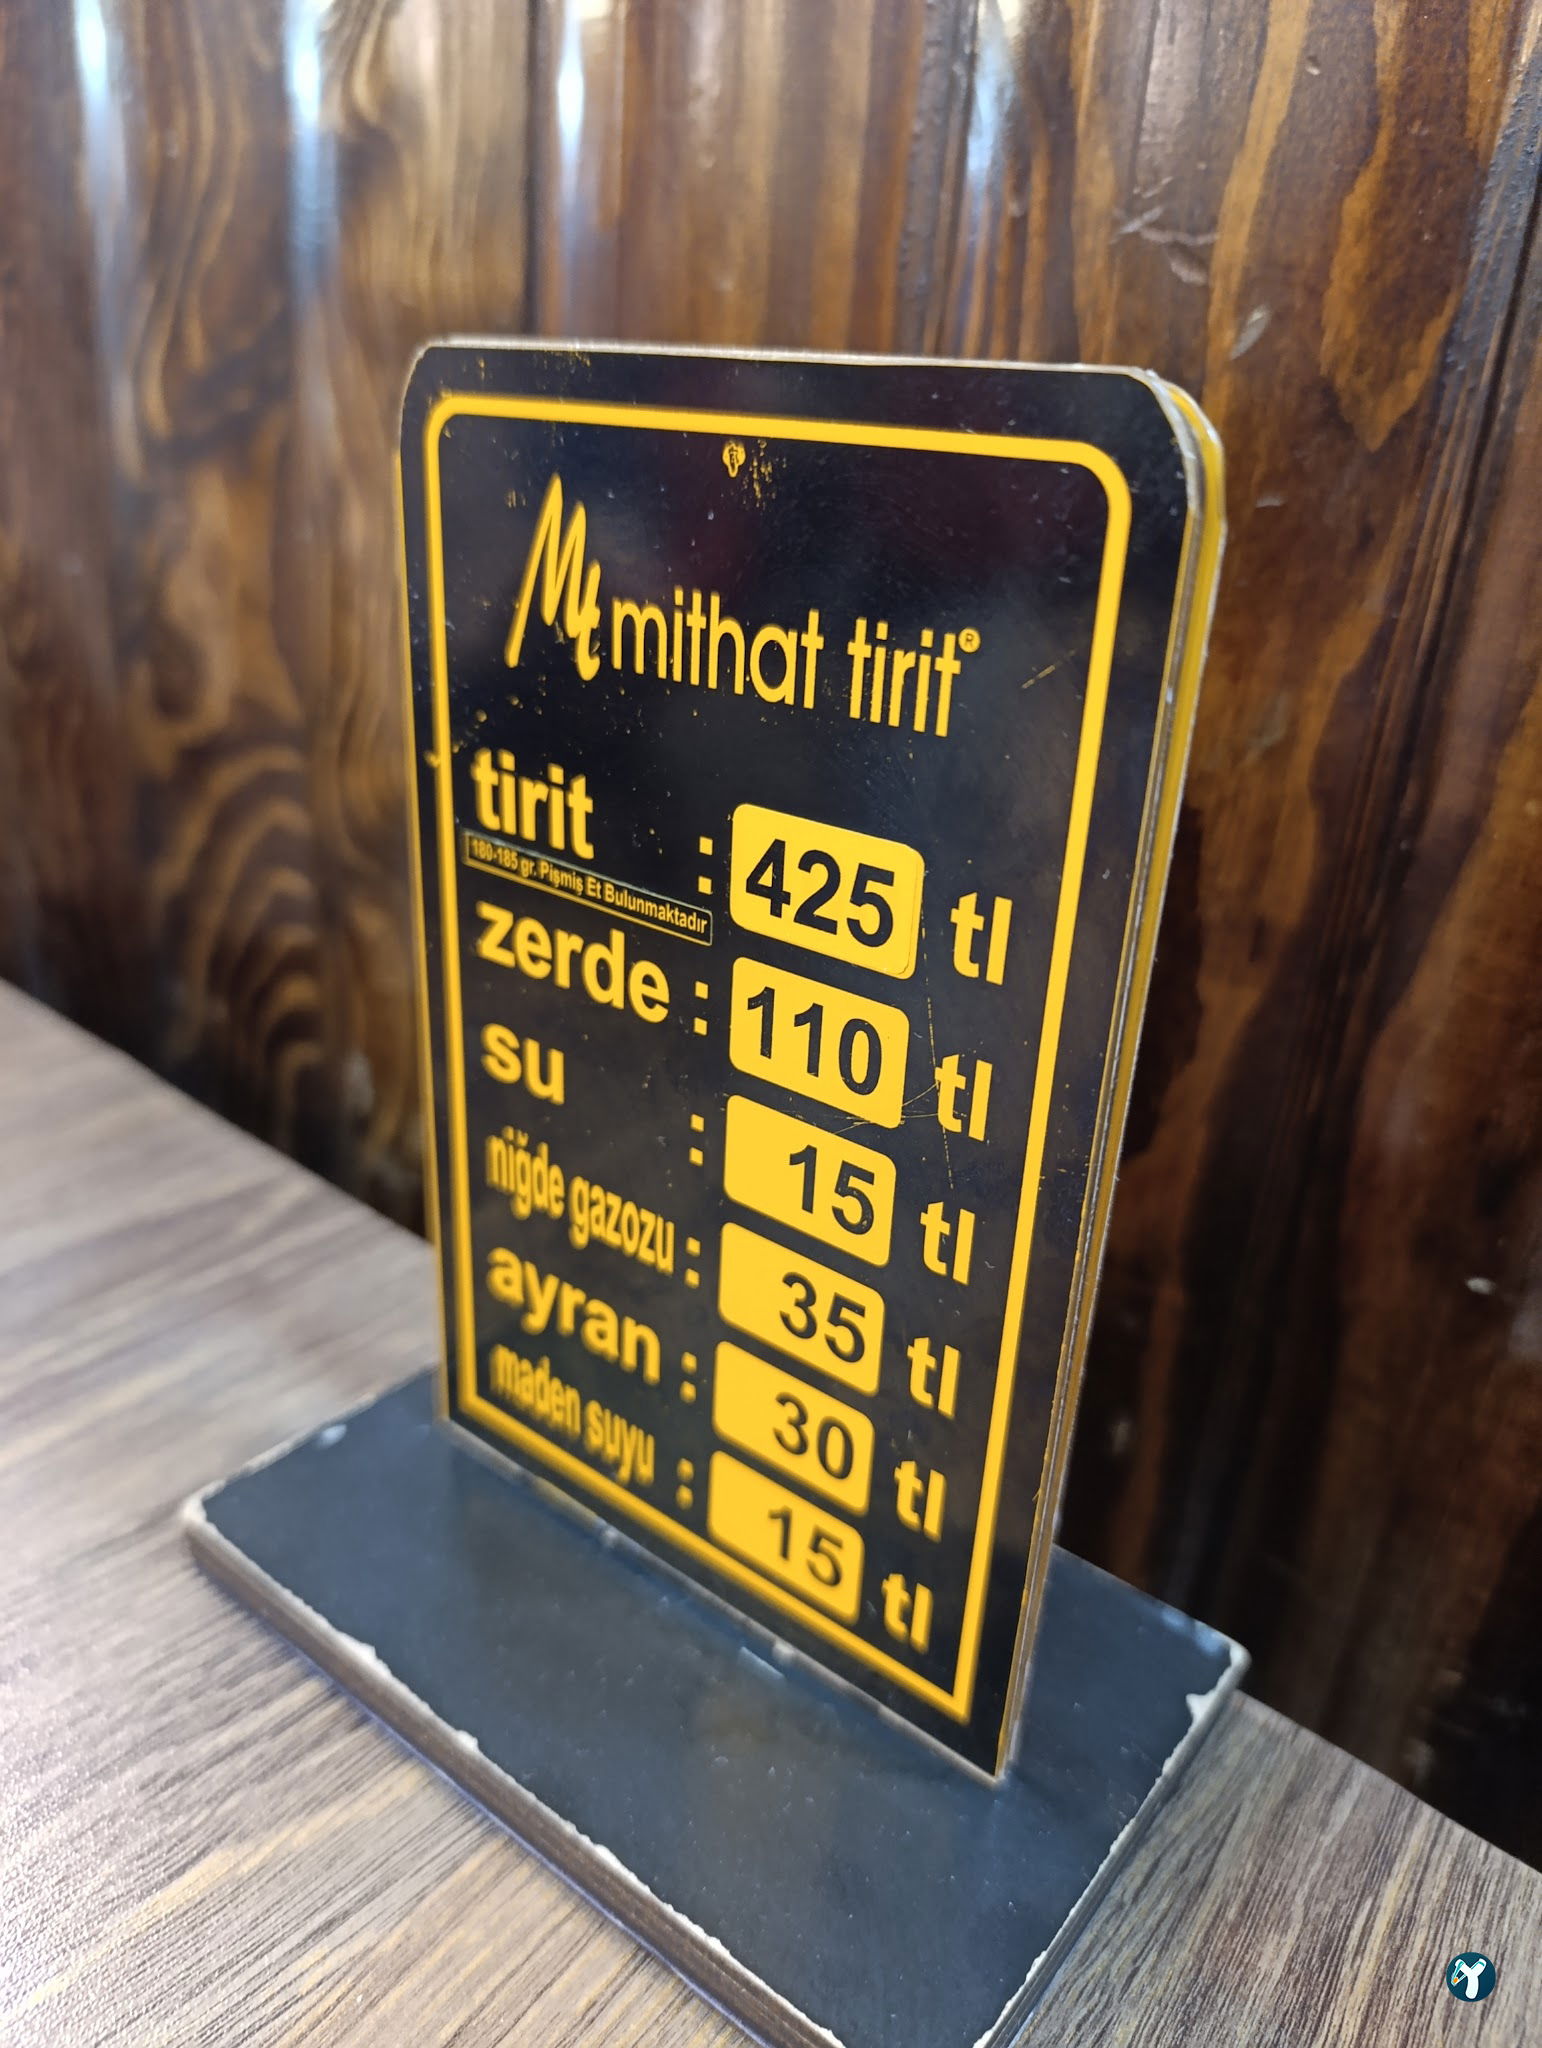 Mt mithat tirit®
tirit : 425 tl
180-185 gr. Pişmiş Et Bulunmaktadır
zerde : 110 tl
su : 15 tl
niğde gazozu : 35 tl
ayran : 30 tl
maden suyu : 15 tl